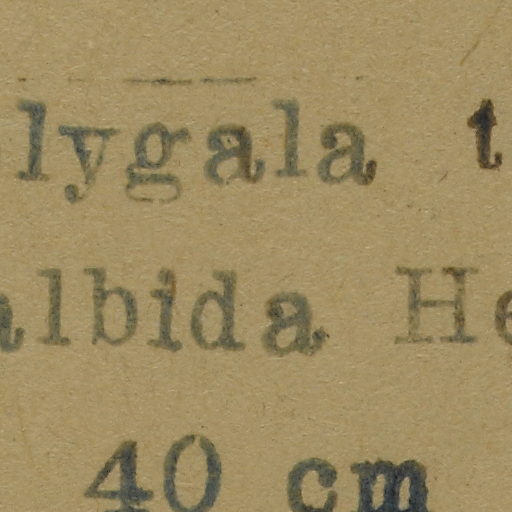 lygala t
albida He
40 cm